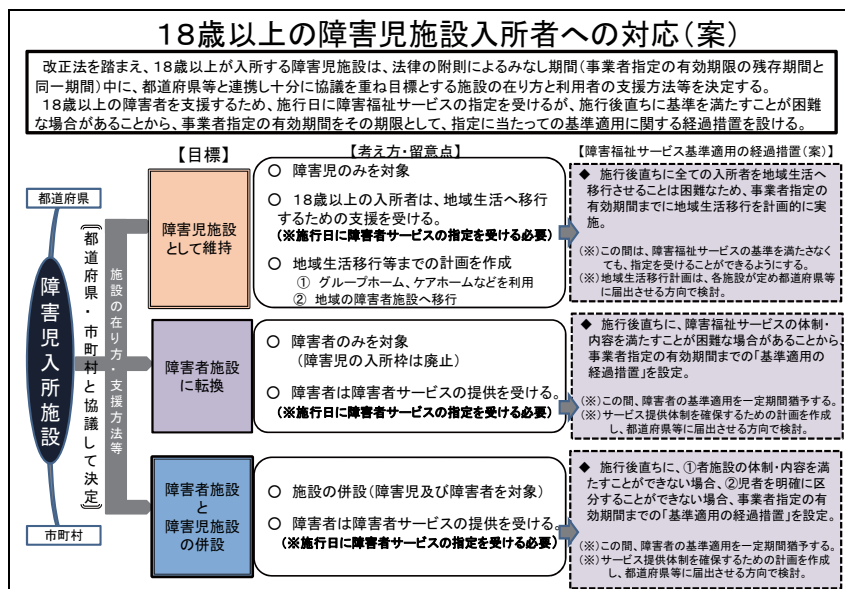 18歳以上の障害児施設入所者への対応(案)
改正法を踏まえ、18歳以上が入所する障害児施設は、法律の附則によるみなし期間(事業者指定の有効期限の残存期間と
同一期間)中に、都道府県等と連携し十分に協議を重ね目標とする施設の在り方と利用者の支援方法等を決定する。
18歳以上の障害者を支援するため、施行日に障害福祉サービスの指定を受けるが、施行後直ちに基準を満たすことが困難
な場合があることから、事業者指定の有効期間をその期限として、指定に当たっての基準適用に関する経過措置を設ける。
都道府県
障害児入所施設
市町村
(都道府県・市町村と協議して決定)
施設の在り方・支援方法等
【目標】
【考え方・留意点】
【障害福祉サービス基準適用の経過措置(案)】
障害児施設
として維持
○ 障害児のみを対象
○ 18歳以上の入所者は、地域生活へ移行
するための支援を受ける。
(※施行日に障害者サービスの指定を受ける必要)
○ 地域生活移行等までの計画を作成
① グループホーム、ケアホームなどを利用
② 地域の障害者施設へ移行
◆ 施行後直ちに全ての入所者を地域生活へ
移行させることは困難なため、事業者指定の
有効期間までに地域生活移行を計画的に実
施。
(※)この間は、障害福祉サービスの基準を満たさなく
ても、指定を受けることができるようにする。
(※)地域生活移行計画は、各施設が定め都道府県等
に届出させる方向で検討。
障害者施設
に転換
○ 障害者のみを対象
(障害児の入所枠は廃止)
○ 障害者は障害者サービスの提供を受ける。
(※施行日に障害者サービスの指定を受ける必要)
◆ 施行後直ちに、障害福祉サービスの体制・
内容を満たすことが困難な場合があることから
事業者指定の有効期間までの「基準適用の
経過措置」を設定。
(※)この間、障害者の基準適用を一定期間猶予する。
(※)サービス提供体制を確保するための計画を作成
し、都道府県等に届出させる方向で検討。
障害者施設
と
障害児施設
の併設
○ 施設の併設(障害児及び障害者を対象)
○ 障害者は障害者サービスの提供を受ける。
(※施行日に障害者サービスの指定を受ける必要)
◆ 施行後直ちに、①者施設の体制・内容を満
たすことができない場合、②児者を明確に区
分することができない場合、事業者指定の有
効期間までの「基準適用の経過措置」を設定。
(※)この間、障害者の基準適用を一定期間猶予する。
(※)サービス提供体制を確保するための計画を作成
し、都道府県等に届出させる方向で検討。